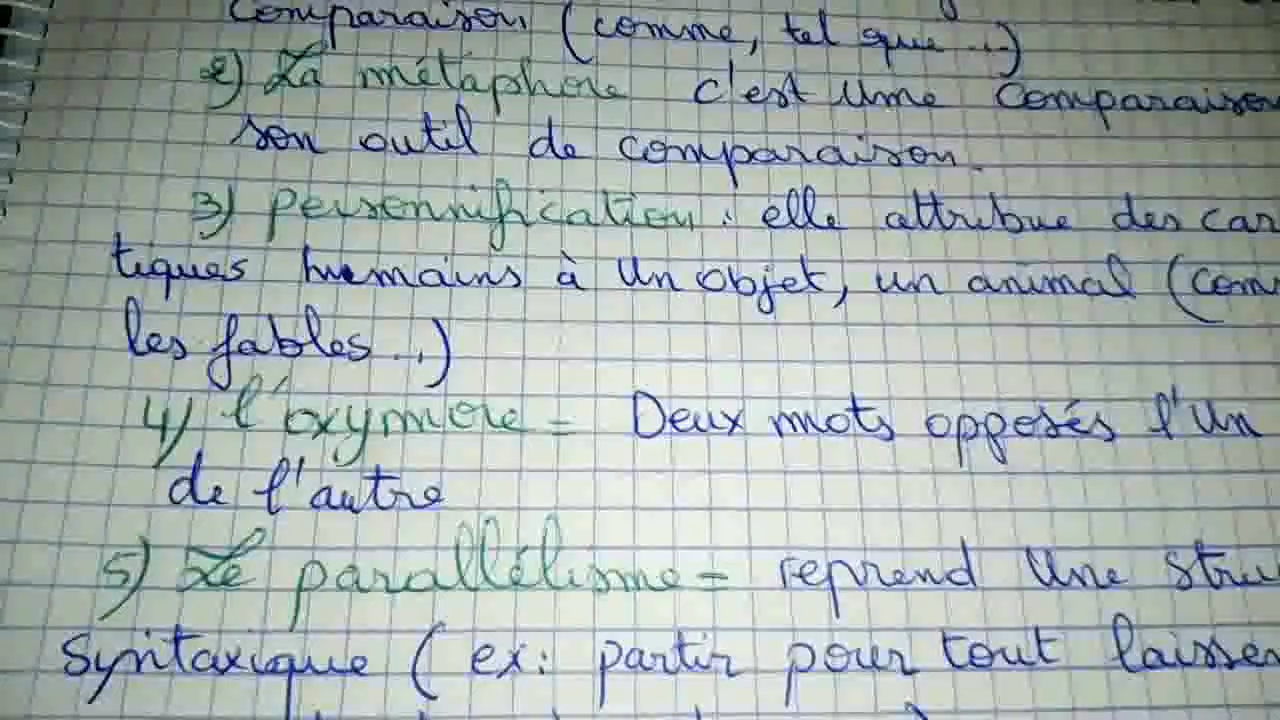 comparaison (comme, tel que ...)
2) La métaphore c'est une comparaison
son outil de comparaison.
3) personnification : elle attribue des car
tiques humains à un objet, un animal (com
les fables ...)
4) l'oxymore = Deux mots opposés l'un
de l'autre
5) Le parallélisme = reprend une stru
syntaxique ( ex: partir pour tout laisser